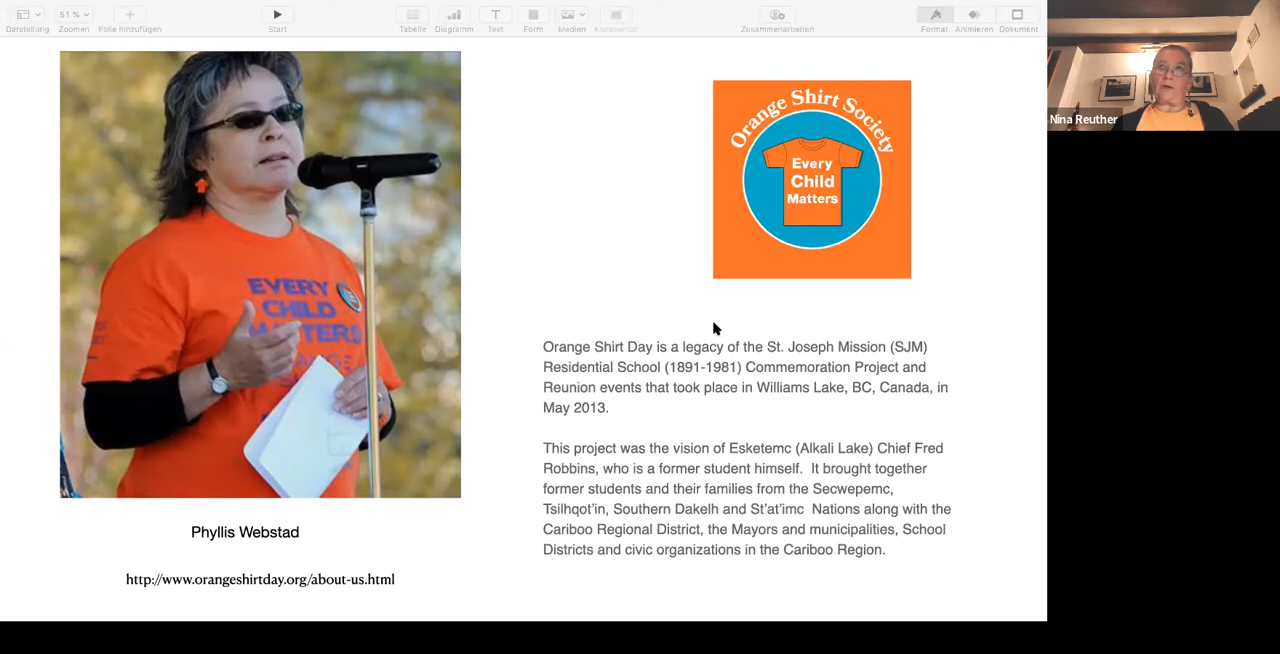 Darstellung
51 %
Zoomen
Folie hinzufügen
Start
Tabelle
Diagramm
Text
Form
Medien
Kommentar
Zusammenarbeiten
Format
Animieren
Dokument
Nina Reuther
EVERY
CHILD
MATTERS
Orange Shirt Society
Every
Child
Matters
Orange Shirt Day is a legacy of the St. Joseph Mission (SJM)
Residential School (1891-1981) Commemoration Project and
Reunion events that took place in Williams Lake, BC, Canada, in
May 2013.
This project was the vision of Esketemc (Alkali Lake) Chief Fred
Robbins, who is a former student himself.  It brought together
former students and their families from the Secwepemc,
Tsilhqot'in, Southern Dakelh and St'at'imc  Nations along with the
Cariboo Regional District, the Mayors and municipalities, School
Districts and civic organizations in the Cariboo Region.
Phyllis Webstad
http://www.orangeshirtday.org/about-us.html